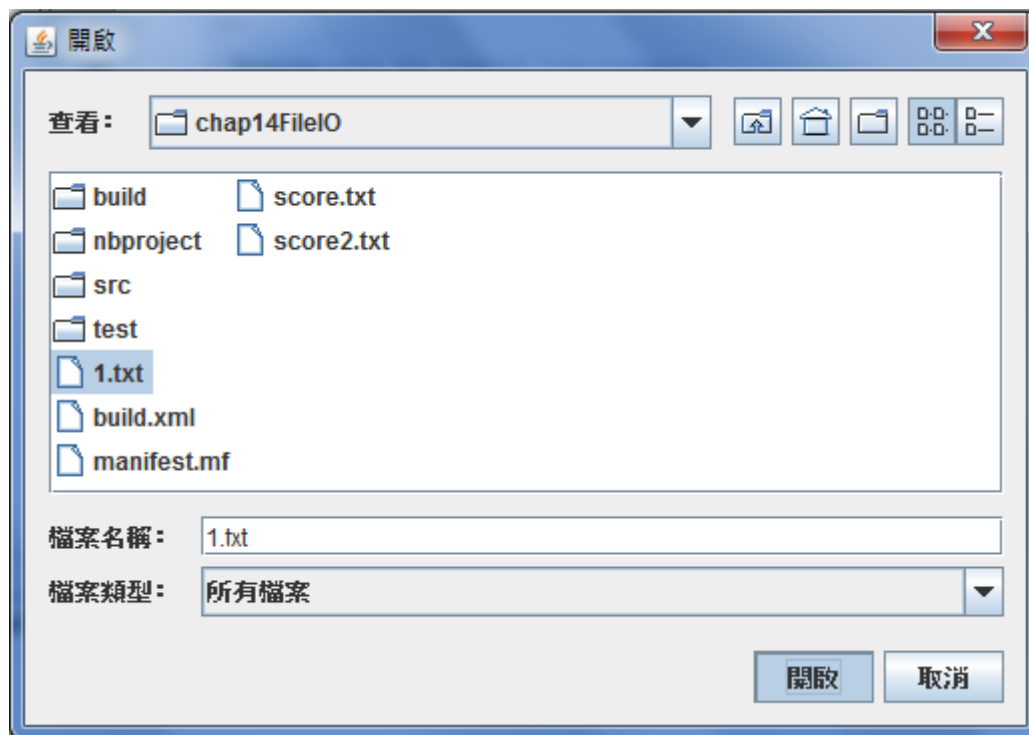 開啟
查看： chap14FileIO
build score.txt
nbproject score2.txt
src
test
1.txt
build.xml
manifest.mf
檔案名稱： 1.txt
檔案類型： 所有檔案
開啟 取消